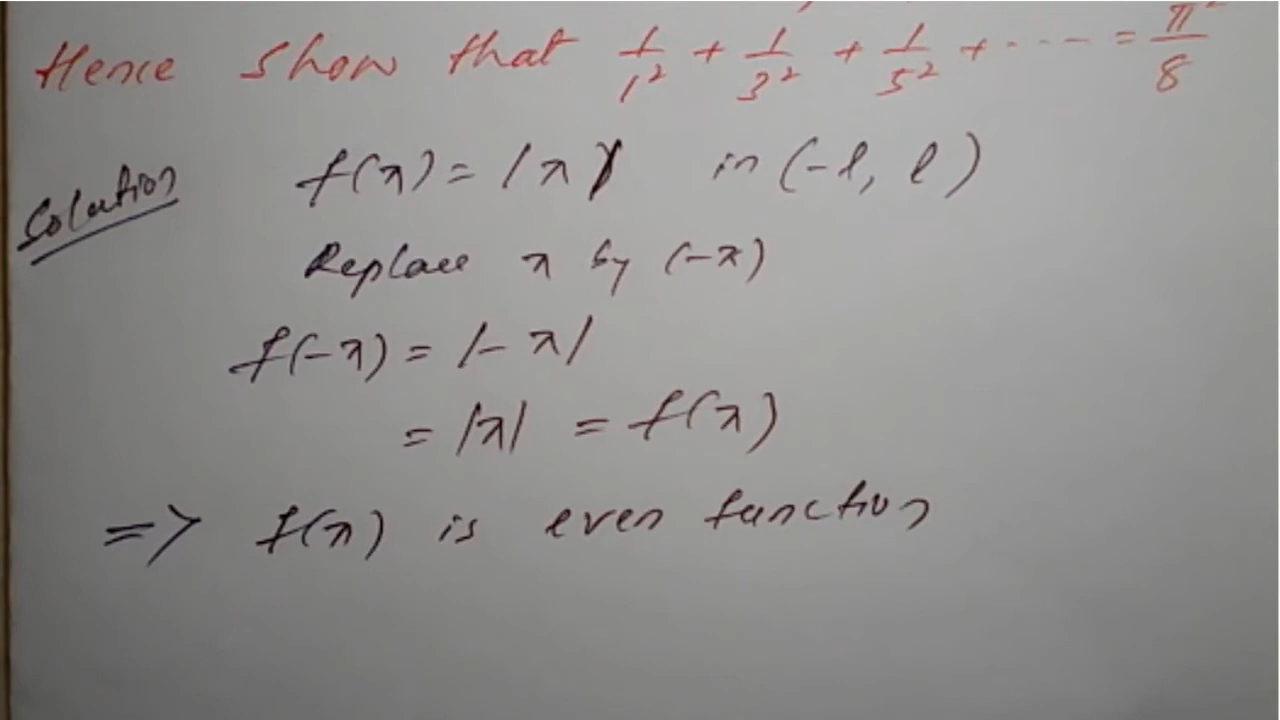 Hence show that 1/1² + 1/3² + 1/5² + ---- = π²/8
Solution f(x) = |x| in (-l, l)
Replace x by (-x)
f(-x) = |-x|
= |x| = f(x)
=> f(x) is even function